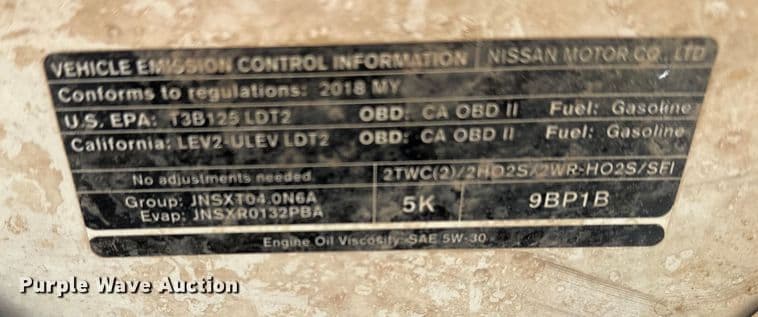 VEHICLE EMISSION CONTROL INFORMATION NISSAN MOTOR CO., LTD
Conforms to regulations: 2018 MY
U.S. EPA: T3B125 LDT2 OBD: CA OBD II Fuel: Gasoline
California: LEV2-ULEV LDT2 OBD: CA OBD II Fuel: Gasoline
No adjustments needed. 2TWC(2)/2HO2S/2WR-HO2S/SFI
Group: JNSXT04.0N6A 5K 9BP1B
Evap: JNSXR0132PBA
Engine Oil Viscosity: SAE 5W-30
Purple Wave Auction